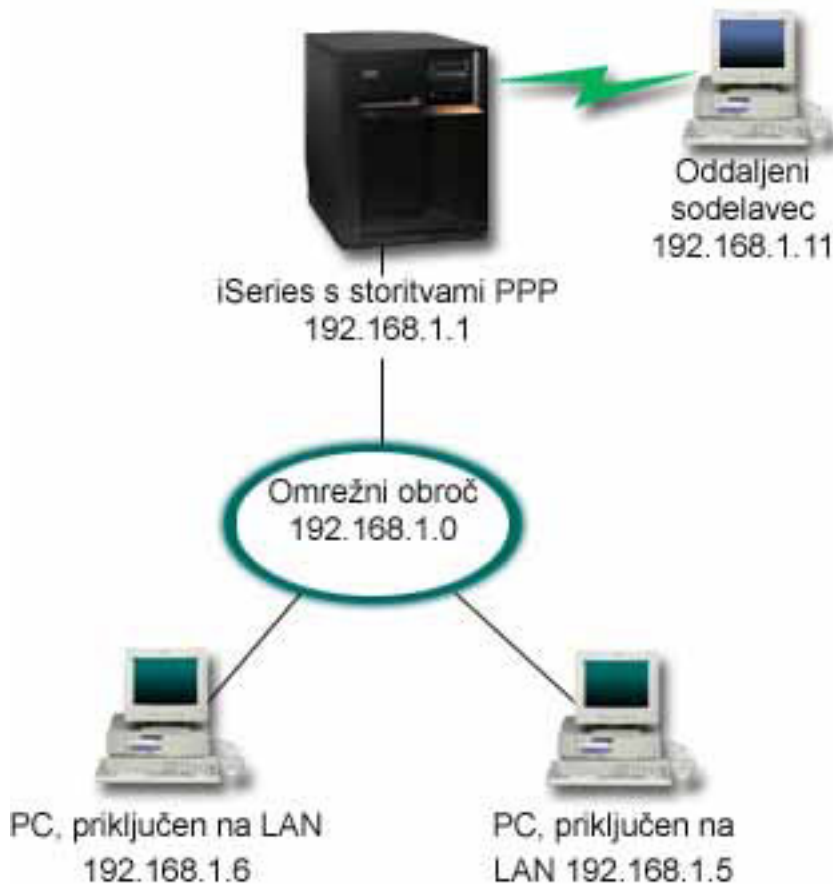 Oddaljeni
sodelavec
192.168.1.11
iSeries s storitvami PPP
192.168.1.1
Omrežni obroč
192.168.1.0
PC, priključen na LAN
192.168.1.6
PC, priključen na
LAN 192.168.1.5